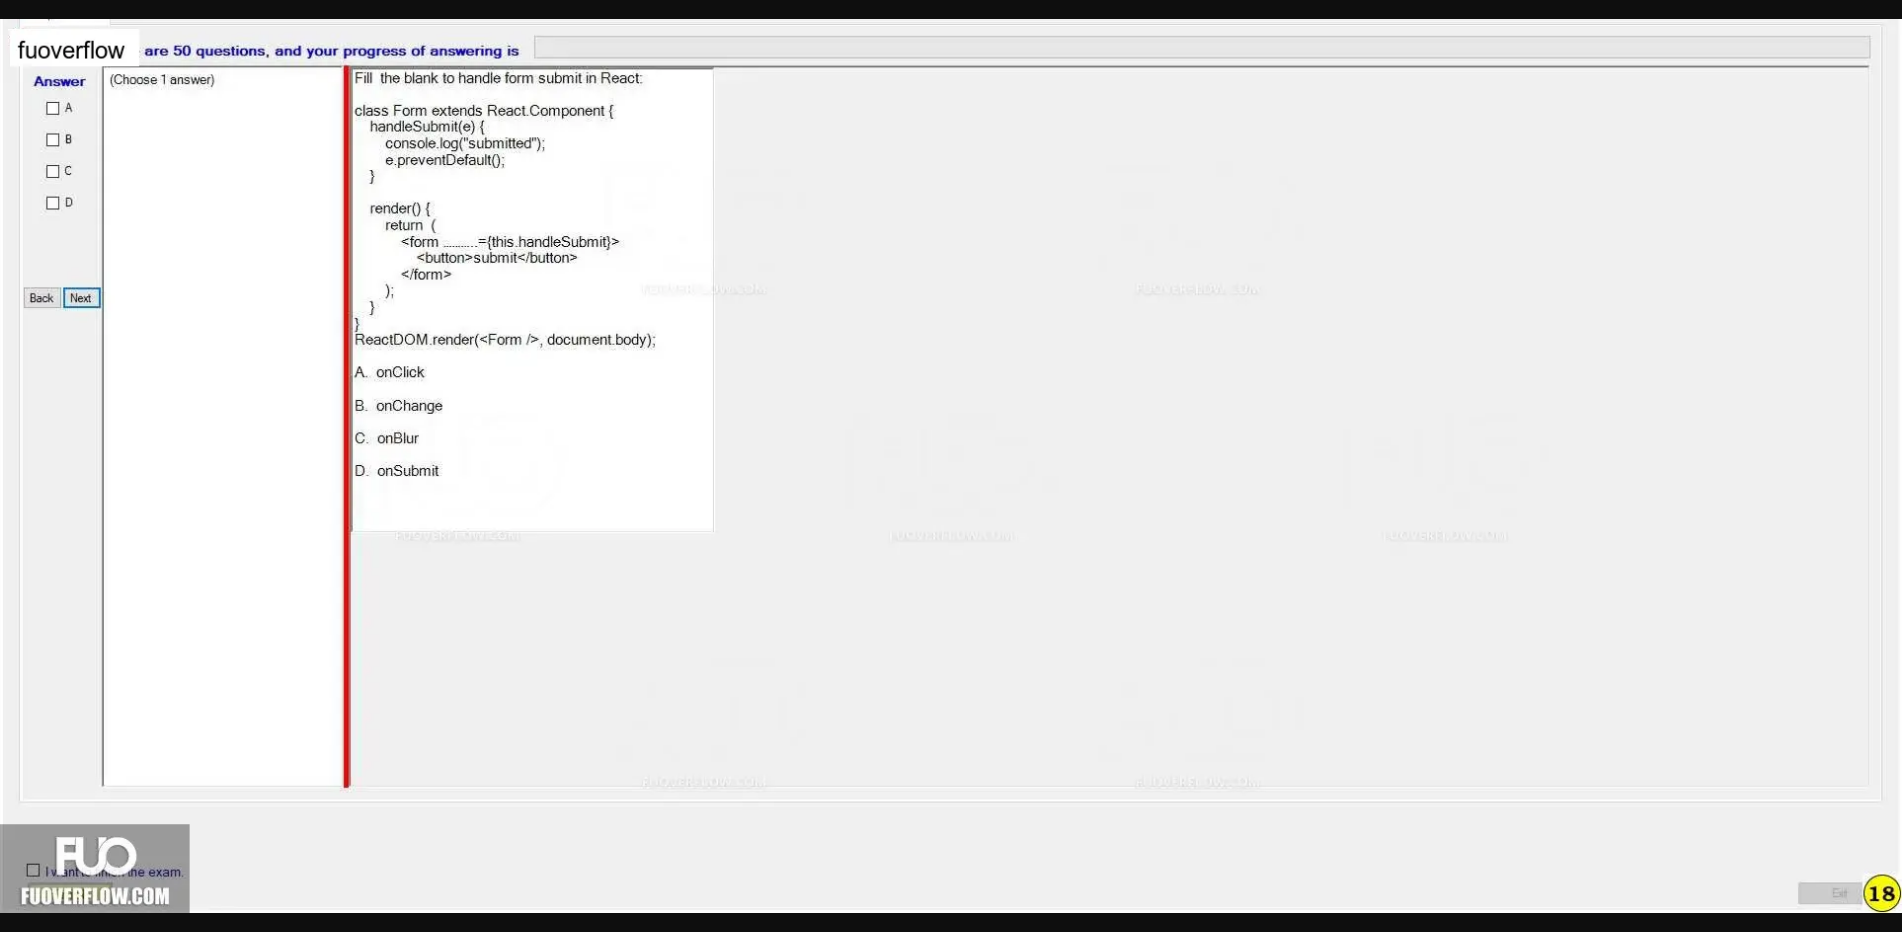 fuoverflow are 50 questions, and your progress of answering is
Answer
(Choose 1 answer)
A
B
C
D
Back Next
Fill the blank to handle form submit in React:
class Form extends React.Component {
handleSubmit(e) {
console.log("submitted");
e.preventDefault();
}
render() {
return (
<form ..........={this.handleSubmit}>
<button>submit</button>
</form>
);
}
}
ReactDOM.render(<Form />, document.body);
A. onClick
B. onChange
C. onBlur
D. onSubmit
FUOVERFLOW.COM FUOVERFLOW.COM
FUOVERFLOW.COM FUOVERFLOW.COM FUOVERFLOW.COM
FUOVERFLOW.COM FUOVERFLOW.COM
FUO
I want to finish the exam.
FUOVERFLOW.COM
Exit
18